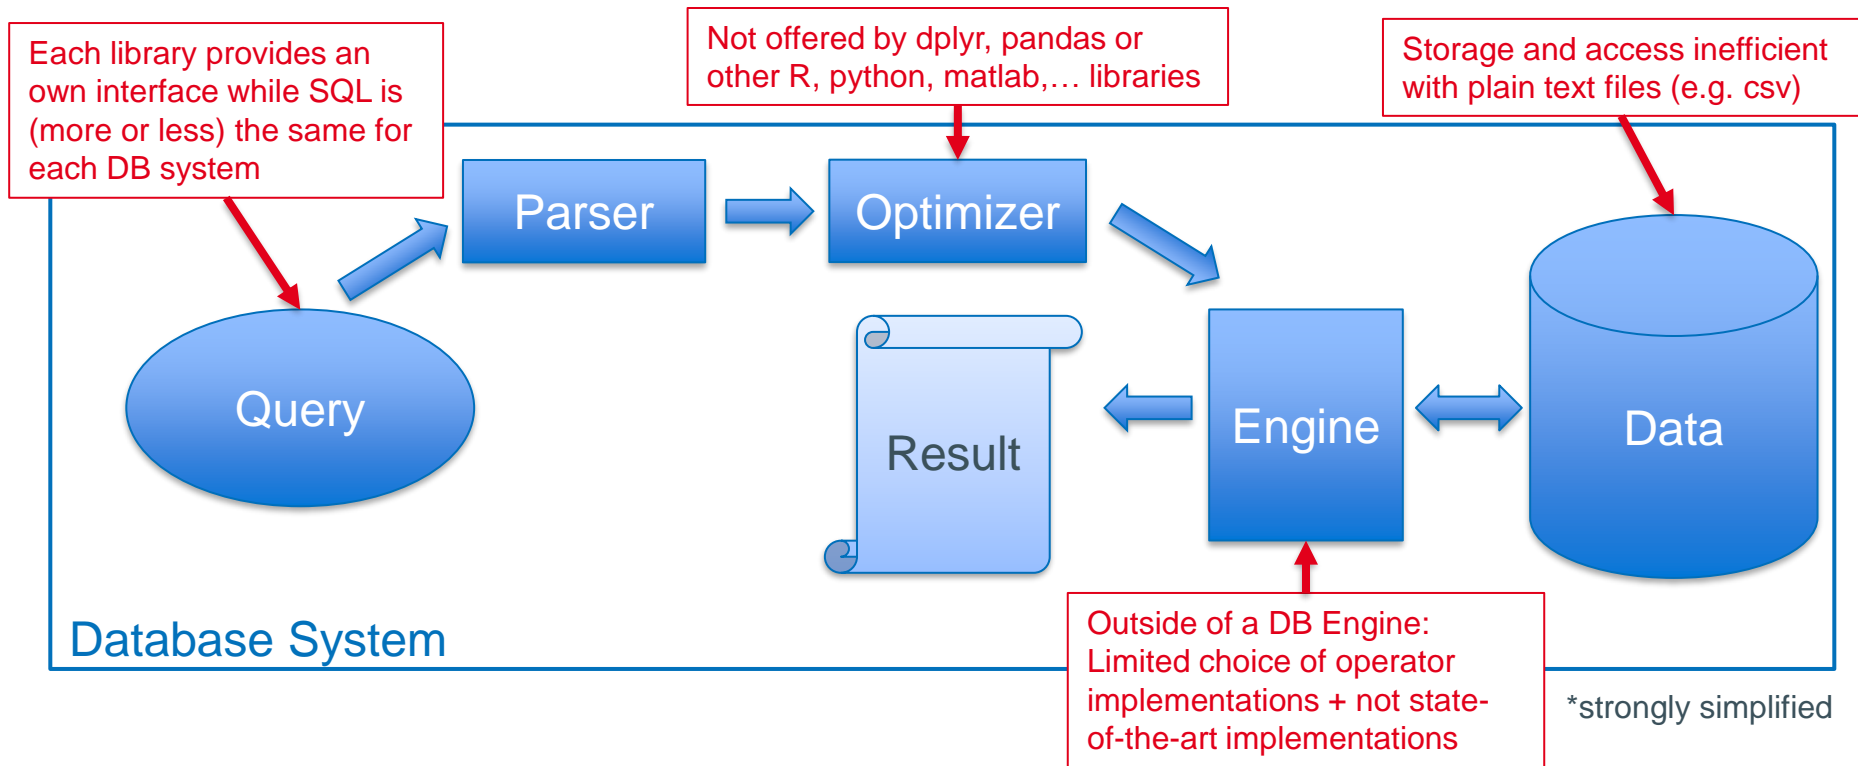 Each library provides an
own interface while SQL is
(more or less) the same for
each DB system
Not offered by dplyr, pandas or
other R, python, matlab,… libraries
Storage and access inefficient
with plain text files (e.g. csv)
Parser
Optimizer
Query
Result
Engine
Data
Database System
Outside of a DB Engine:
Limited choice of operator
implementations + not state-
of-the-art implementations
*strongly simplified